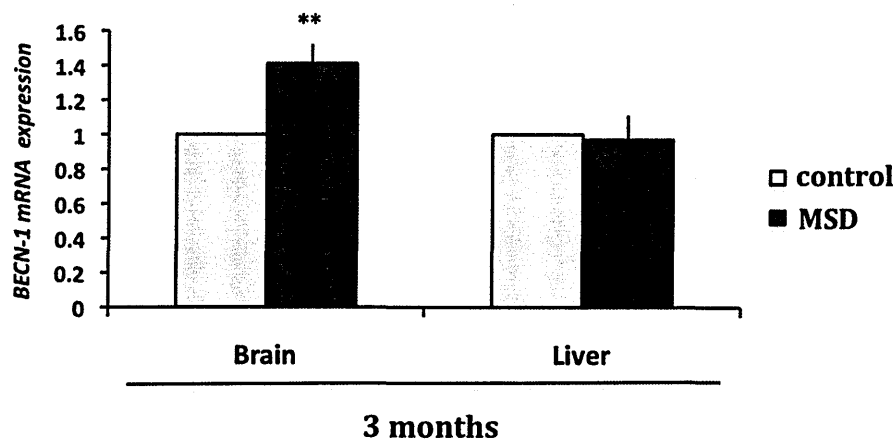 **
BECN-1 mRNA expression
1.6
1.4
1.2
1
0.8
0.6
0.4
0.2
0
control
MSD
Brain
Liver
3 months